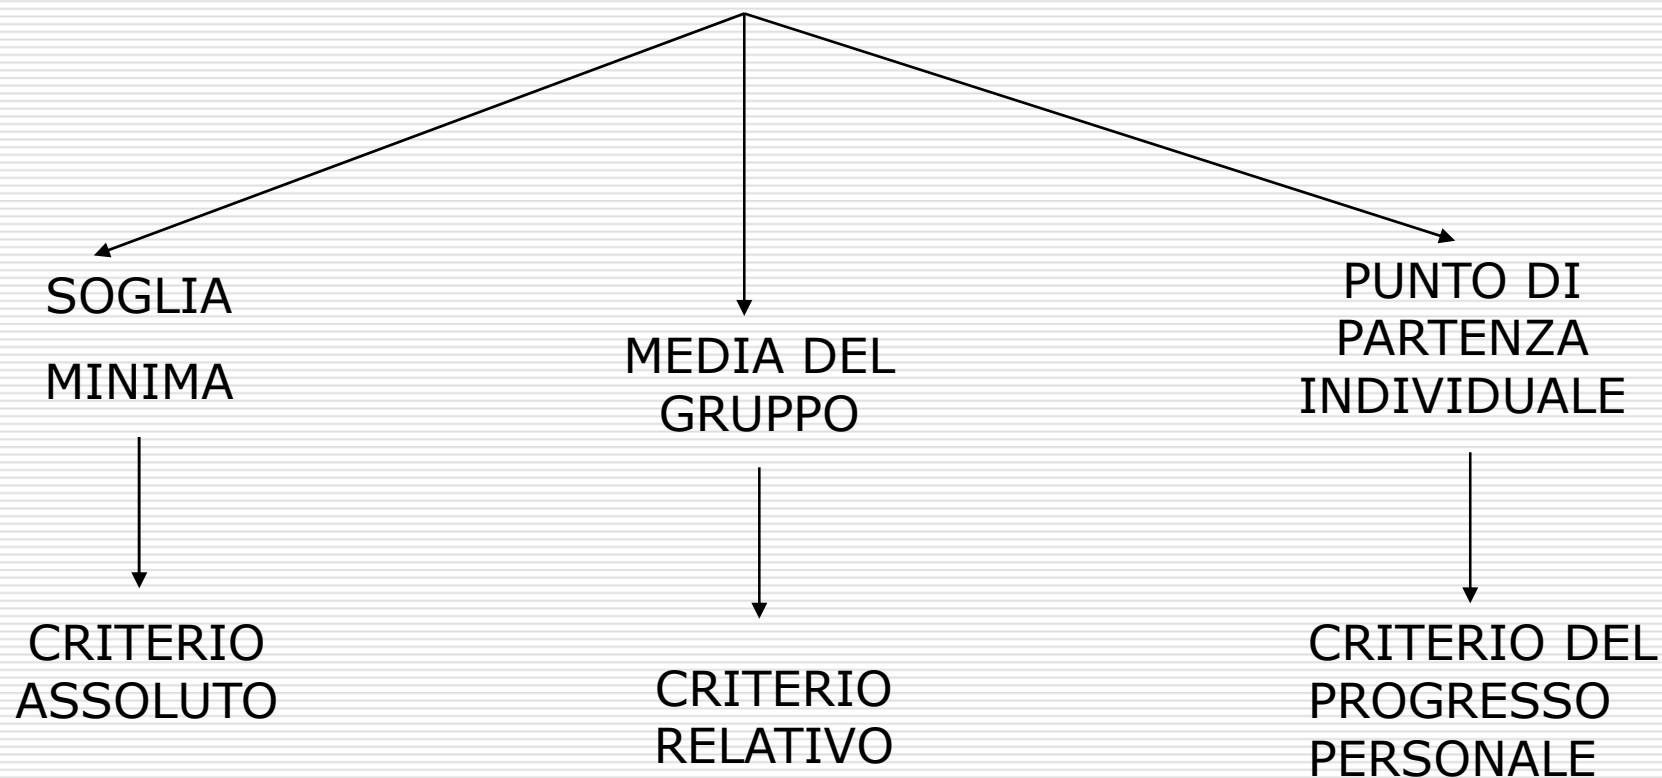 SOGLIA
MINIMA
MEDIA DEL
GRUPPO
PUNTO DI
PARTENZA
INDIVIDUALE
CRITERIO
ASSOLUTO
CRITERIO
RELATIVO
CRITERIO DEL
PROGRESSO
PERSONALE